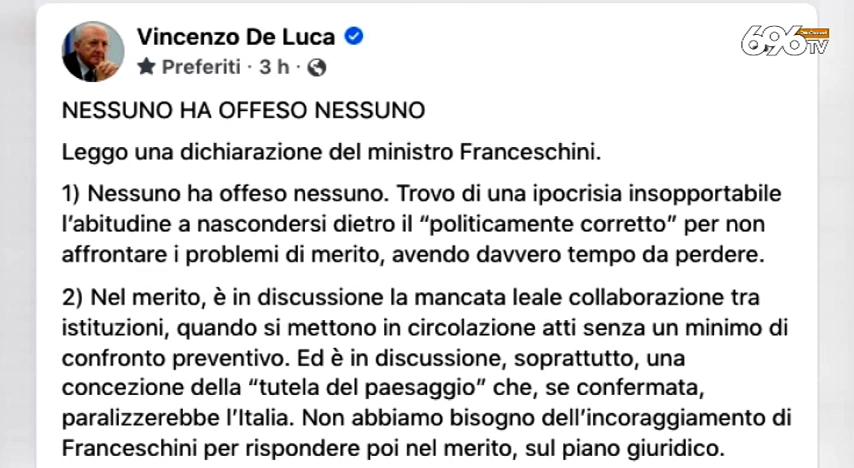 Vincenzo De Luca
696 TV
Preferiti · 3 h ·
NESSUNO HA OFFESO NESSUNO
Leggo una dichiarazione del ministro Franceschini.
1) Nessuno ha offeso nessuno. Trovo di una ipocrisia insopportabile
l'abitudine a nascondersi dietro il “politicamente corretto” per non
affrontare i problemi di merito, avendo davvero tempo da perdere.
2) Nel merito, è in discussione la mancata leale collaborazione tra
istituzioni, quando si mettono in circolazione atti senza un minimo di
confronto preventivo. Ed è in discussione, soprattutto, una
concezione della “tutela del paesaggio” che, se confermata,
paralizzerebbe l'Italia. Non abbiamo bisogno dell'incoraggiamento di
Franceschini per rispondere poi nel merito, sul piano giuridico.